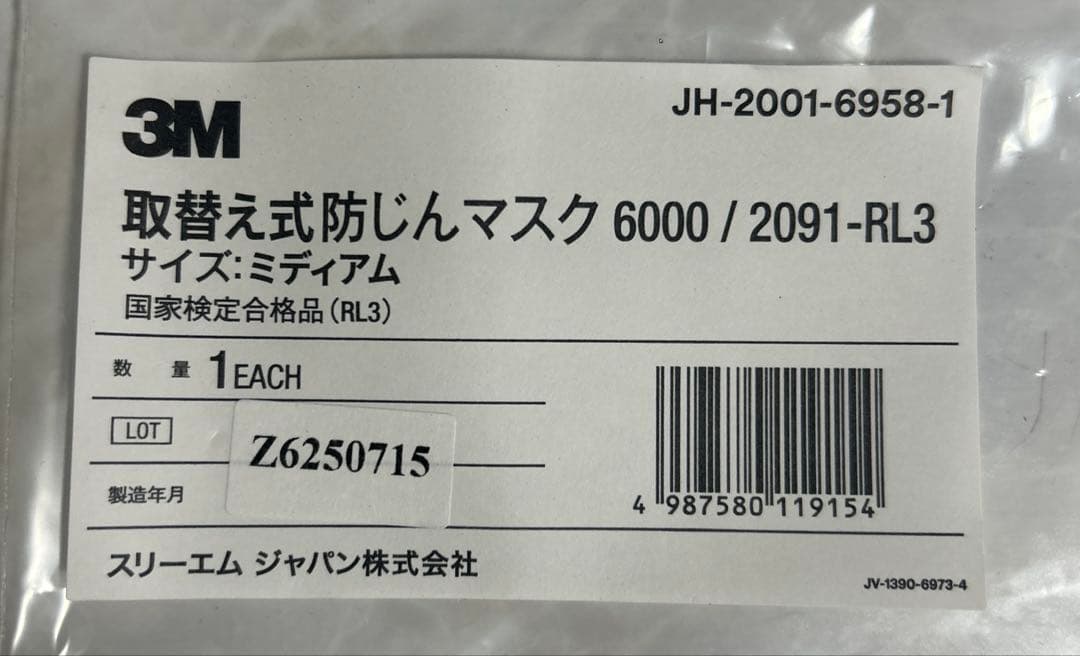 3M
JH-2001-6958-1
取替え式防じんマスク 6000 / 2091-RL3
サイズ：ミディアム
国家検定合格品（RL3）
数 量 1 EACH
LOT Z6250715
製造年月
4 987580 119154
スリーエム ジャパン株式会社
JV-1390-6973-4